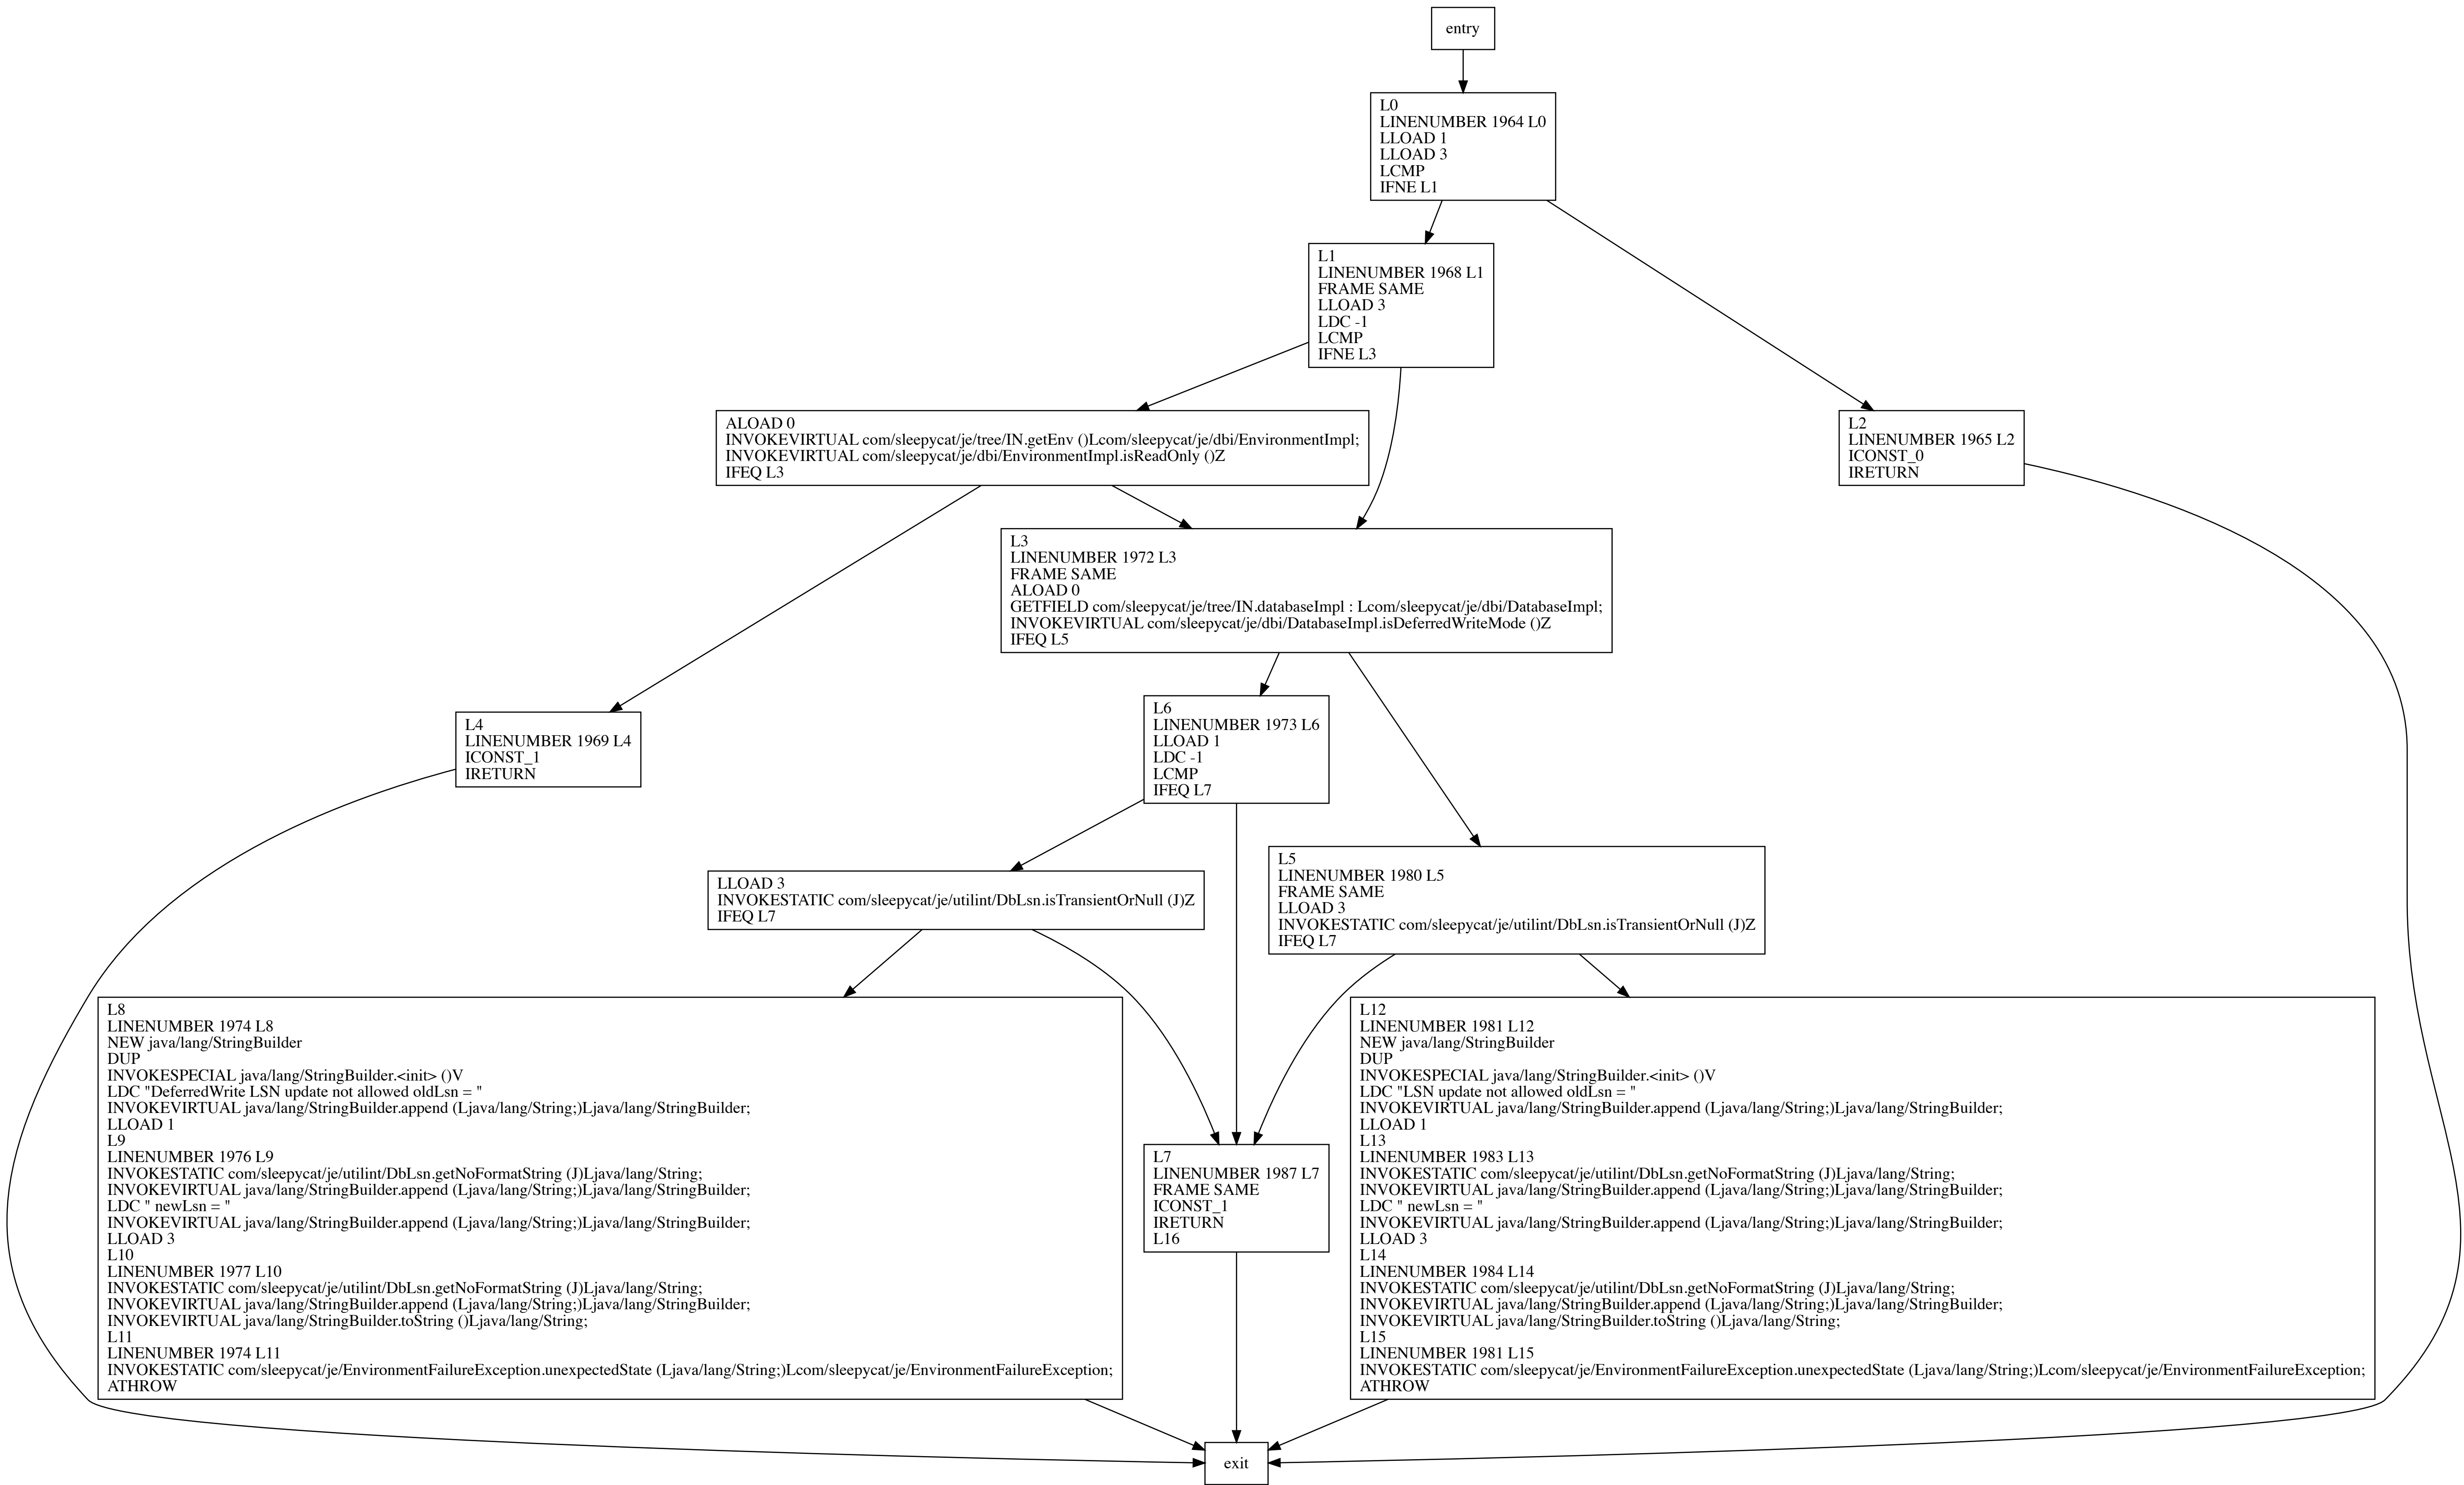 entry
L0
LINENUMBER 1964 L0
LLOAD 1
LLOAD 3
LCMP
IFNE L1
L1
LINENUMBER 1968 L1
FRAME SAME
LLOAD 3
LDC -1
LCMP
IFNE L3
ALOAD 0
INVOKEVIRTUAL com/sleepycat/je/tree/IN.getEnv ()Lcom/sleepycat/je/dbi/EnvironmentImpl;
INVOKEVIRTUAL com/sleepycat/je/dbi/EnvironmentImpl.isReadOnly ()Z
IFEQ L3
L2
LINENUMBER 1965 L2
ICONST_0
IRETURN
L3
LINENUMBER 1972 L3
FRAME SAME
ALOAD 0
GETFIELD com/sleepycat/je/tree/IN.databaseImpl : Lcom/sleepycat/je/dbi/DatabaseImpl;
INVOKEVIRTUAL com/sleepycat/je/dbi/DatabaseImpl.isDeferredWriteMode ()Z
IFEQ L5
L4
LINENUMBER 1969 L4
ICONST_1
IRETURN
L6
LINENUMBER 1973 L6
LLOAD 1
LDC -1
LCMP
IFEQ L7
LLOAD 3
INVOKESTATIC com/sleepycat/je/utilint/DbLsn.isTransientOrNull (J)Z
IFEQ L7
L5
LINENUMBER 1980 L5
FRAME SAME
LLOAD 3
INVOKESTATIC com/sleepycat/je/utilint/DbLsn.isTransientOrNull (J)Z
IFEQ L7
L8
LINENUMBER 1974 L8
NEW java/lang/StringBuilder
DUP
INVOKESPECIAL java/lang/StringBuilder.<init> ()V
LDC "DeferredWrite LSN update not allowed oldLsn = "
INVOKEVIRTUAL java/lang/StringBuilder.append (Ljava/lang/String;)Ljava/lang/StringBuilder;
LLOAD 1
L9
LINENUMBER 1976 L9
INVOKESTATIC com/sleepycat/je/utilint/DbLsn.getNoFormatString (J)Ljava/lang/String;
INVOKEVIRTUAL java/lang/StringBuilder.append (Ljava/lang/String;)Ljava/lang/StringBuilder;
LDC " newLsn = "
INVOKEVIRTUAL java/lang/StringBuilder.append (Ljava/lang/String;)Ljava/lang/StringBuilder;
LLOAD 3
L10
LINENUMBER 1977 L10
INVOKESTATIC com/sleepycat/je/utilint/DbLsn.getNoFormatString (J)Ljava/lang/String;
INVOKEVIRTUAL java/lang/StringBuilder.append (Ljava/lang/String;)Ljava/lang/StringBuilder;
INVOKEVIRTUAL java/lang/StringBuilder.toString ()Ljava/lang/String;
L11
LINENUMBER 1974 L11
INVOKESTATIC com/sleepycat/je/EnvironmentFailureException.unexpectedState (Ljava/lang/String;)Lcom/sleepycat/je/EnvironmentFailureException;
ATHROW
L7
LINENUMBER 1987 L7
FRAME SAME
ICONST_1
IRETURN
L16
L12
LINENUMBER 1981 L12
NEW java/lang/StringBuilder
DUP
INVOKESPECIAL java/lang/StringBuilder.<init> ()V
LDC "LSN update not allowed oldLsn = "
INVOKEVIRTUAL java/lang/StringBuilder.append (Ljava/lang/String;)Ljava/lang/StringBuilder;
LLOAD 1
L13
LINENUMBER 1983 L13
INVOKESTATIC com/sleepycat/je/utilint/DbLsn.getNoFormatString (J)Ljava/lang/String;
INVOKEVIRTUAL java/lang/StringBuilder.append (Ljava/lang/String;)Ljava/lang/StringBuilder;
LDC " newLsn = "
INVOKEVIRTUAL java/lang/StringBuilder.append (Ljava/lang/String;)Ljava/lang/StringBuilder;
LLOAD 3
L14
LINENUMBER 1984 L14
INVOKESTATIC com/sleepycat/je/utilint/DbLsn.getNoFormatString (J)Ljava/lang/String;
INVOKEVIRTUAL java/lang/StringBuilder.append (Ljava/lang/String;)Ljava/lang/StringBuilder;
INVOKEVIRTUAL java/lang/StringBuilder.toString ()Ljava/lang/String;
L15
LINENUMBER 1981 L15
INVOKESTATIC com/sleepycat/je/EnvironmentFailureException.unexpectedState (Ljava/lang/String;)Lcom/sleepycat/je/EnvironmentFailureException;
ATHROW
exit